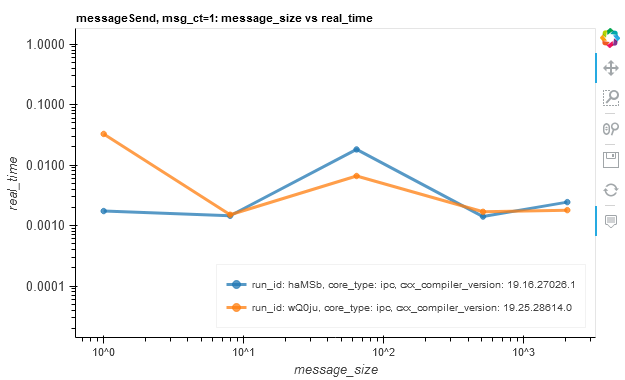 messageSend, msg_ct=1: message_size vs real_time
1.0000
0.1000
0.0100
0.0010
0.0001
real_time
run_id: haMSb, core_type: ipc, cxx_compiler_version: 19.16.27026.1
run_id: wQ0ju, core_type: ipc, cxx_compiler_version: 19.25.28614.0
10^0
10^1
10^2
10^3
message_size